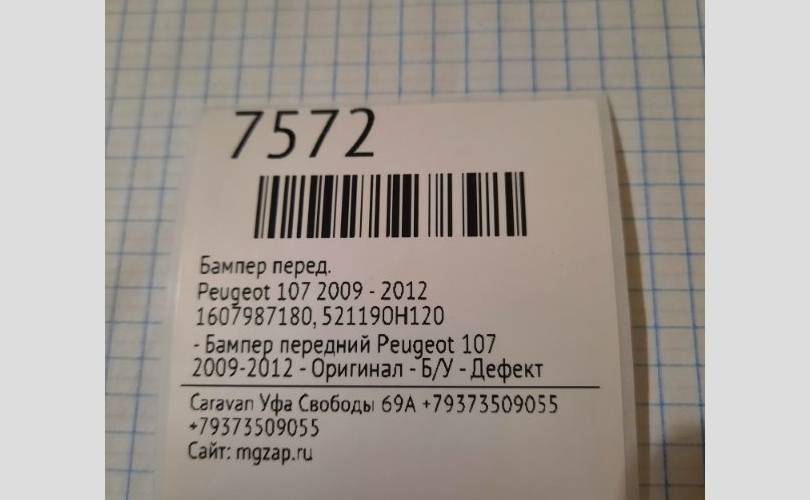 7572
Бампер перед.
Peugeot 107 2009 - 2012
1607987180, 521190H120
- Бампер передний Peugeot 107
2009-2012 - Оригинал - Б/У - Дефект
Caravan Уфа Свободы 69А +79373509055
+79373509055
Сайт: mgzap.ru